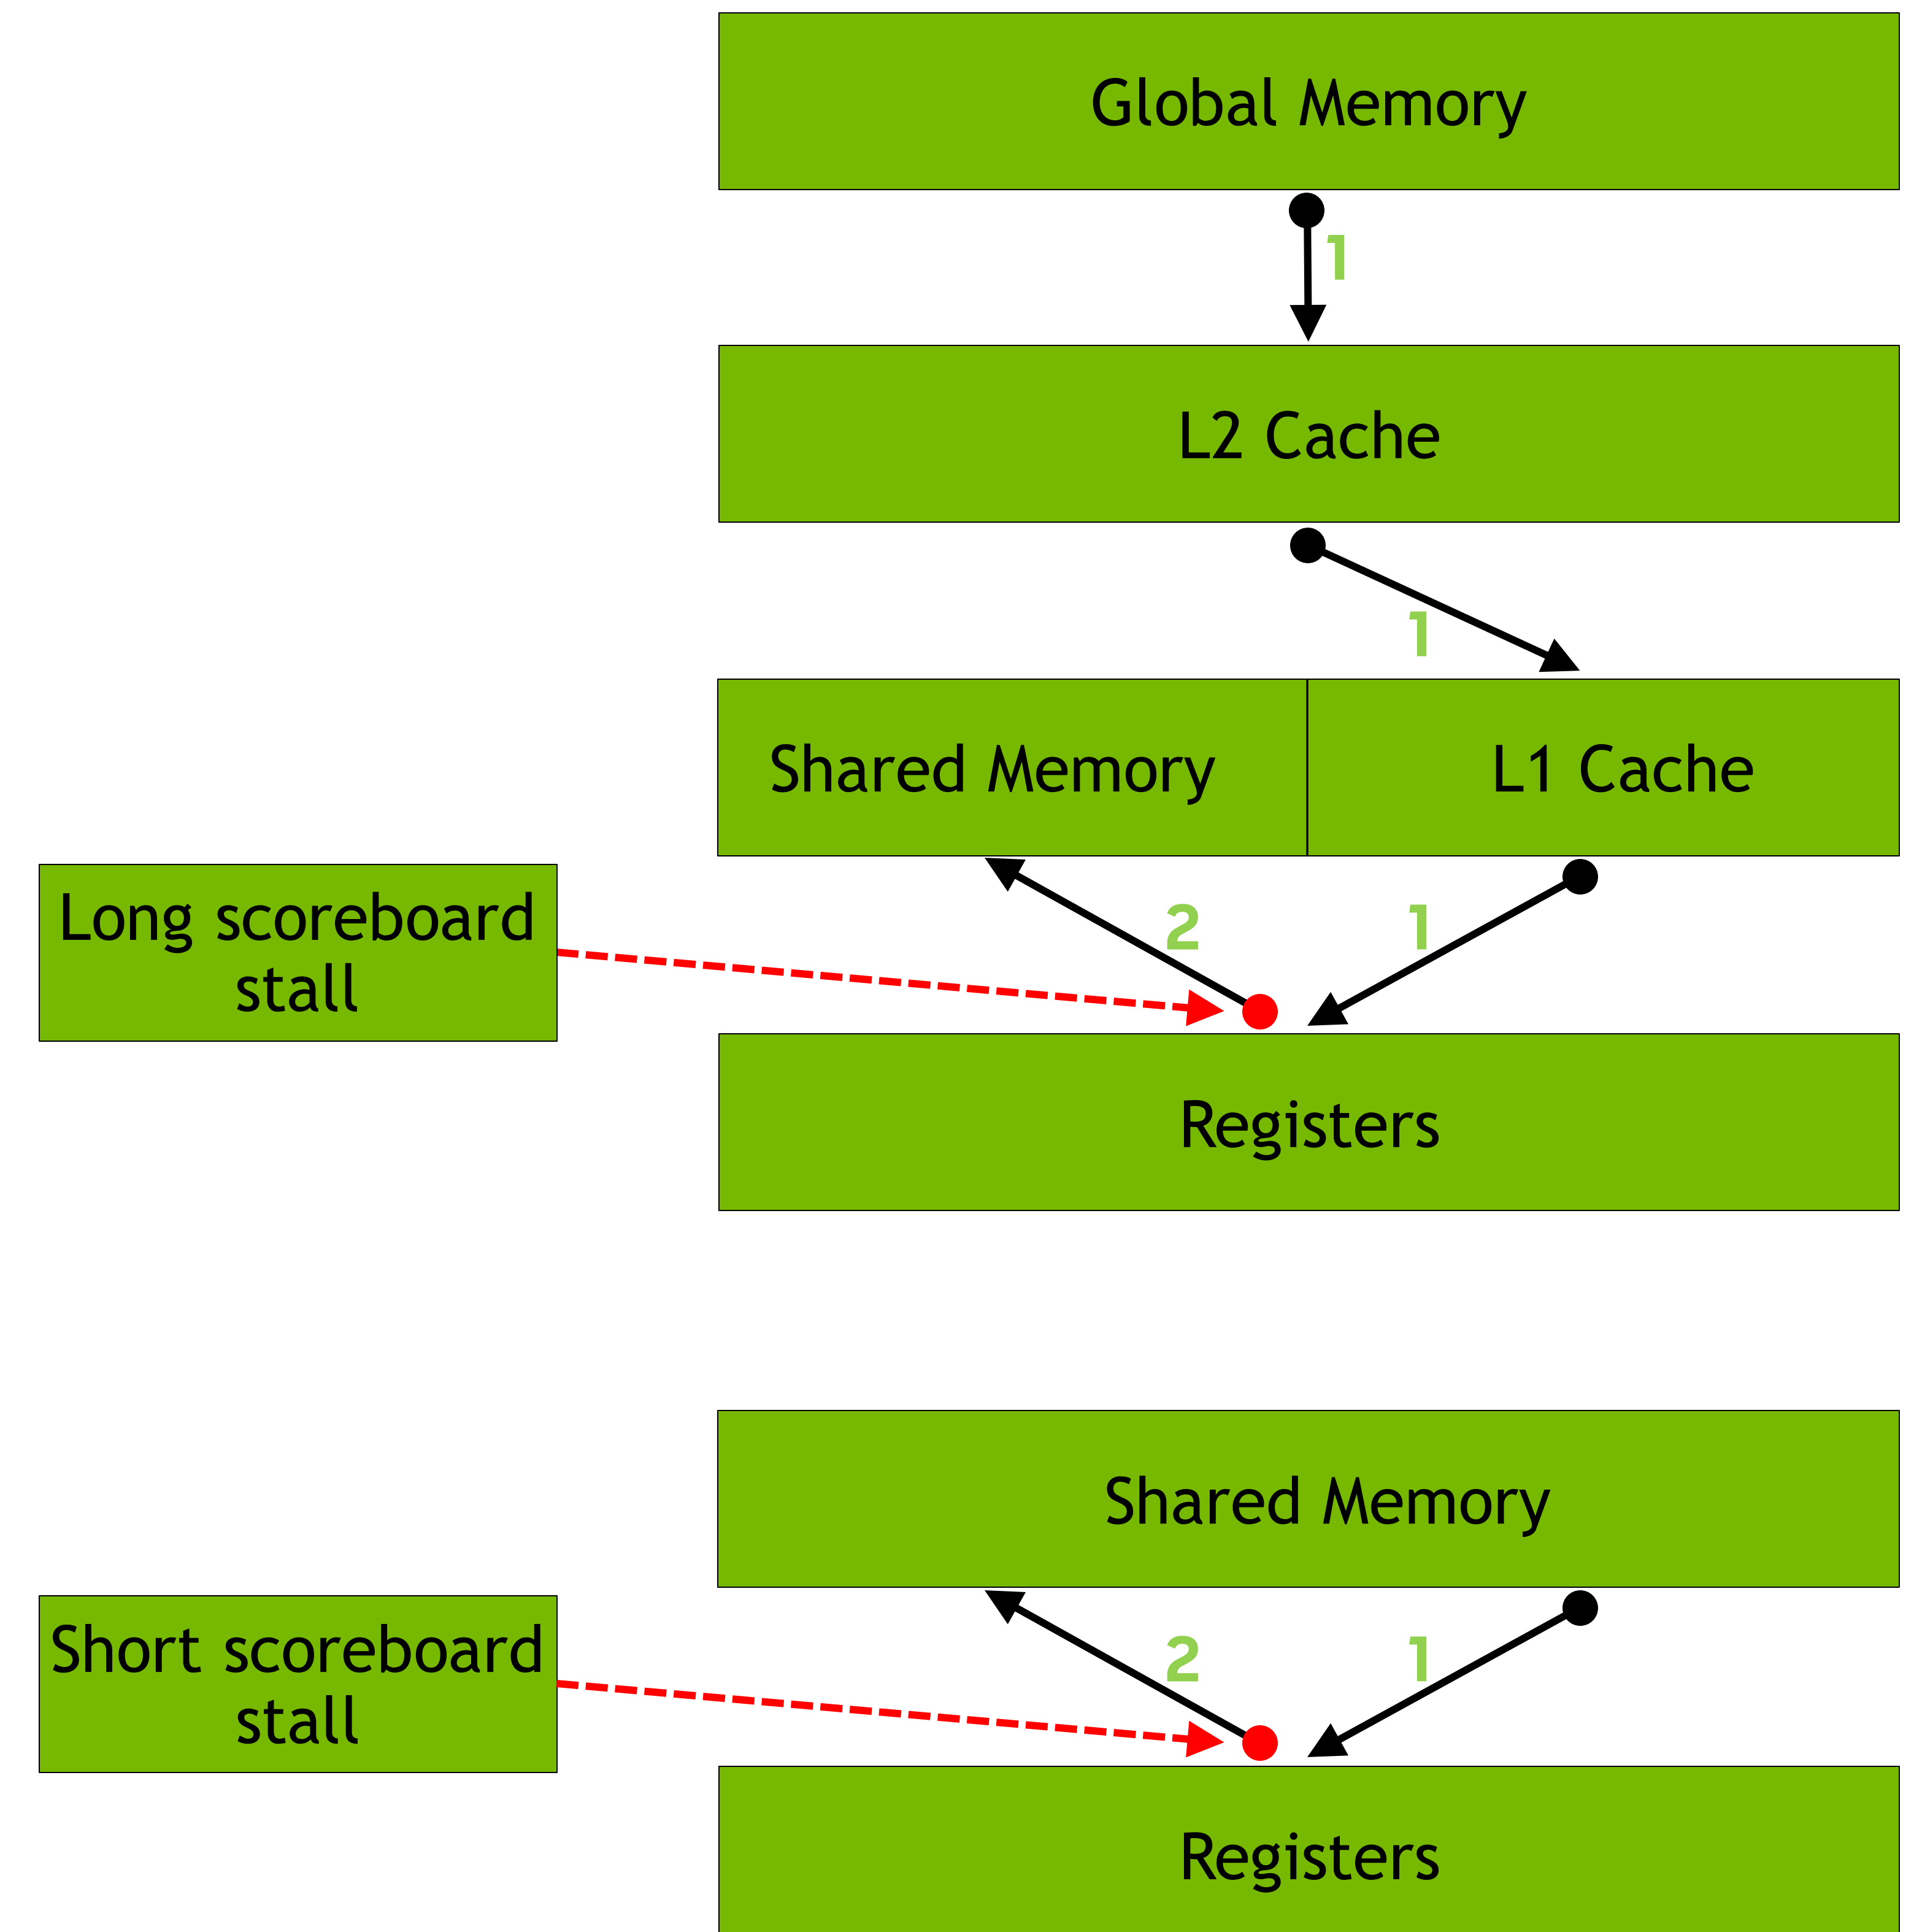 Global Memory
1
L2 Cache
1
Shared Memory
L1 Cache
Long scoreboard
stall
2
1
Registers
Shared Memory
Short scoreboard
stall
2
1
Registers